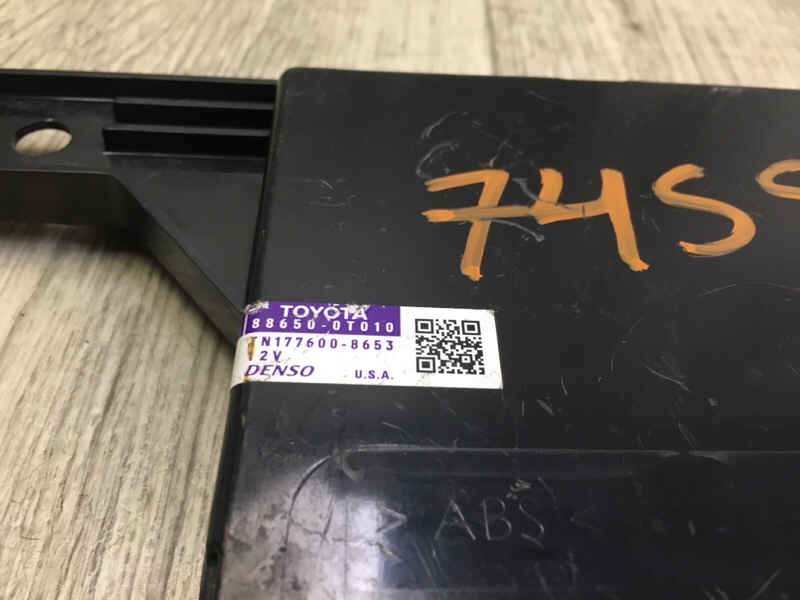 74S
TOYOTA
88650-0T010
TN177600-8653
12V
DENSO U.S.A.
> ABS <